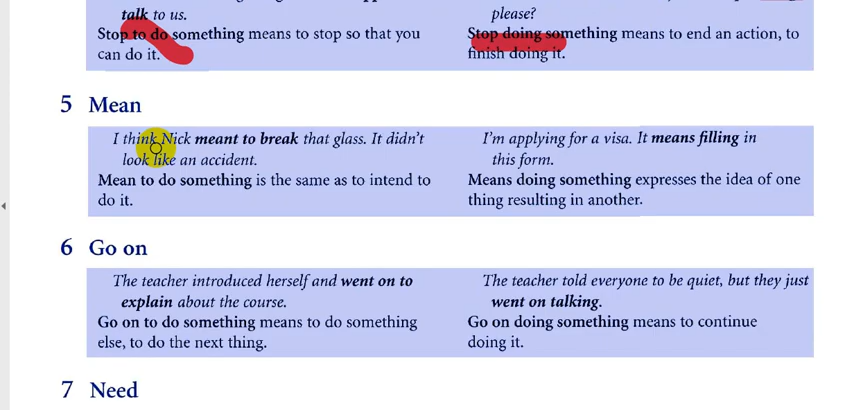 talk to us.
Stop to do something means to stop so that you
can do it.
please?
Stop doing something means to end an action, to
finish doing it.
5 Mean
I think Nick meant to break that glass. It didn't
look like an accident.
Mean to do something is the same as to intend to
do it.
I'm applying for a visa. It means filling in
this form.
Means doing something expresses the idea of one
thing resulting in another.
6 Go on
The teacher introduced herself and went on to
explain about the course.
Go on to do something means to do something
else, to do the next thing.
The teacher told everyone to be quiet, but they just
went on talking.
Go on doing something means to continue
doing it.
7 Need